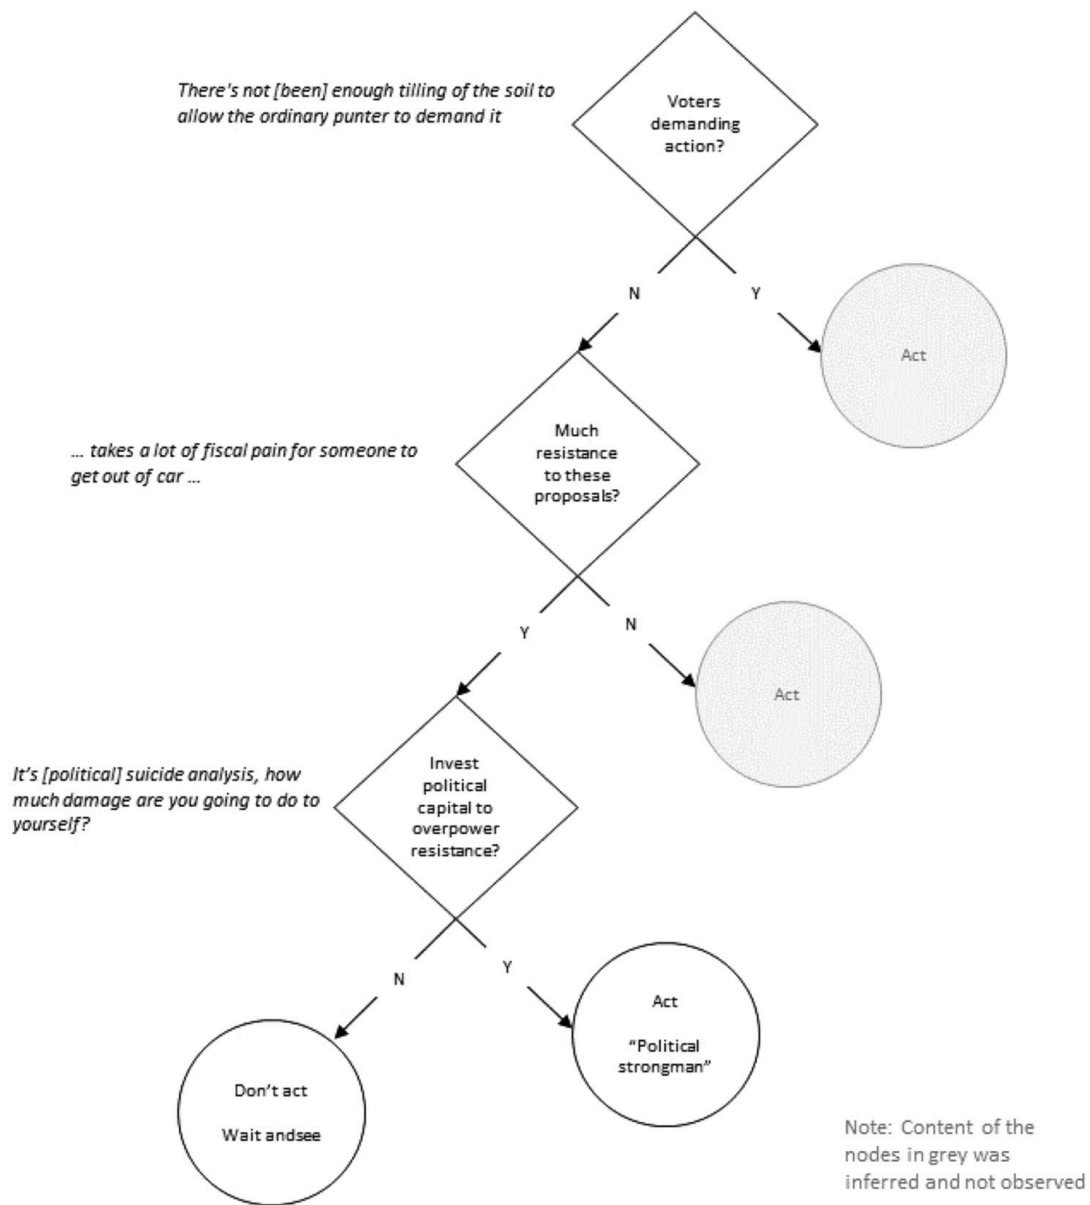 There's not [been] enough tilling of the soil to
allow the ordinary punter to demand it
Voters
demanding
action?
N
Y
Act
... takes a lot of fiscal pain for someone to
get out of car ...
Much
resistance
to these
proposals?
Y
N
Act
It's [political] suicide analysis, how
much damage are you going to do to
yourself?
Invest
political
capital to
overpower
resistance?
N
Y
Act
"Political
strongman"
Don't act
Wait andsee
Note: Content of the
nodes in grey was
inferred and not observed